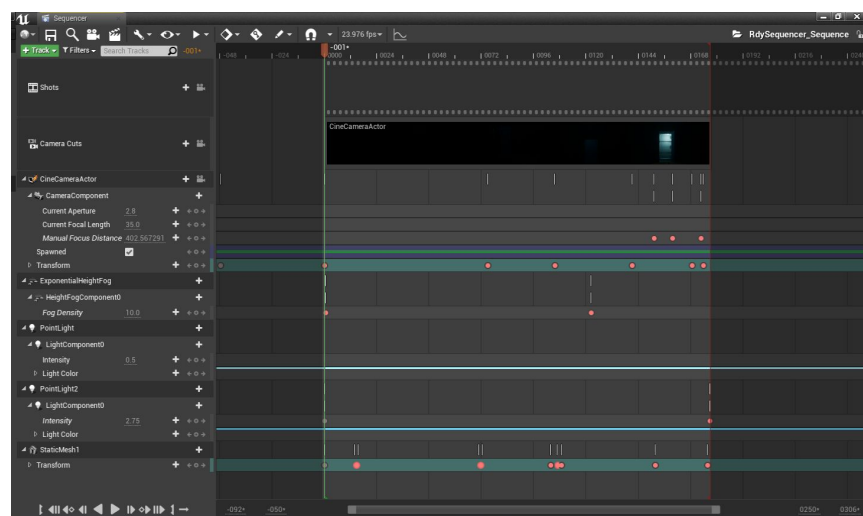 Sequencer
23.976 fps
RdySequencer_Sequence
+ Track
Filters
Search Tracks
-001*
-001*
-048
-024
0000
0024
0048
0072
0096
0120
0144
0168
0192
0216
Shots
Camera Cuts
CineCameraActor
CineCameraActor
CameraComponent
Current Aperture 2.8
Current Focal Length 35.0
Manual Focus Distance 402.567291
Spawned
Transform
ExponentialHeightFog
HeightFogComponent0
Fog Density 10.0
PointLight
LightComponent0
Intensity 0.5
Light Color
PointLight2
LightComponent0
Intensity 2.75
Light Color
StaticMesh1
Transform
-092*
-050*
0250*
0306*